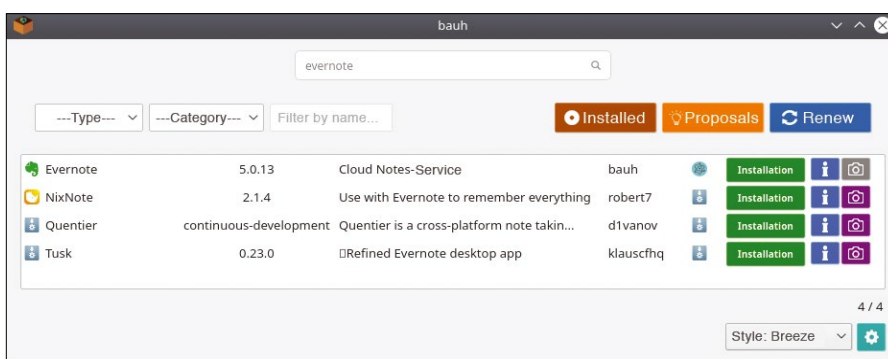 bauh
evernote
---Type--- ---Category--- Filter by name... Installed Proposals Renew
Evernote 5.0.13 Cloud Notes-Service bauh Installation i
NixNote 2.1.4 Use with Evernote to remember everything robert7 Installation i
Quentier continuous-development Quentier is a cross-platform note takin... d1vanov Installation i
Tusk 0.23.0 Refined Evernote desktop app klauscfhq Installation i
4 / 4
Style: Breeze